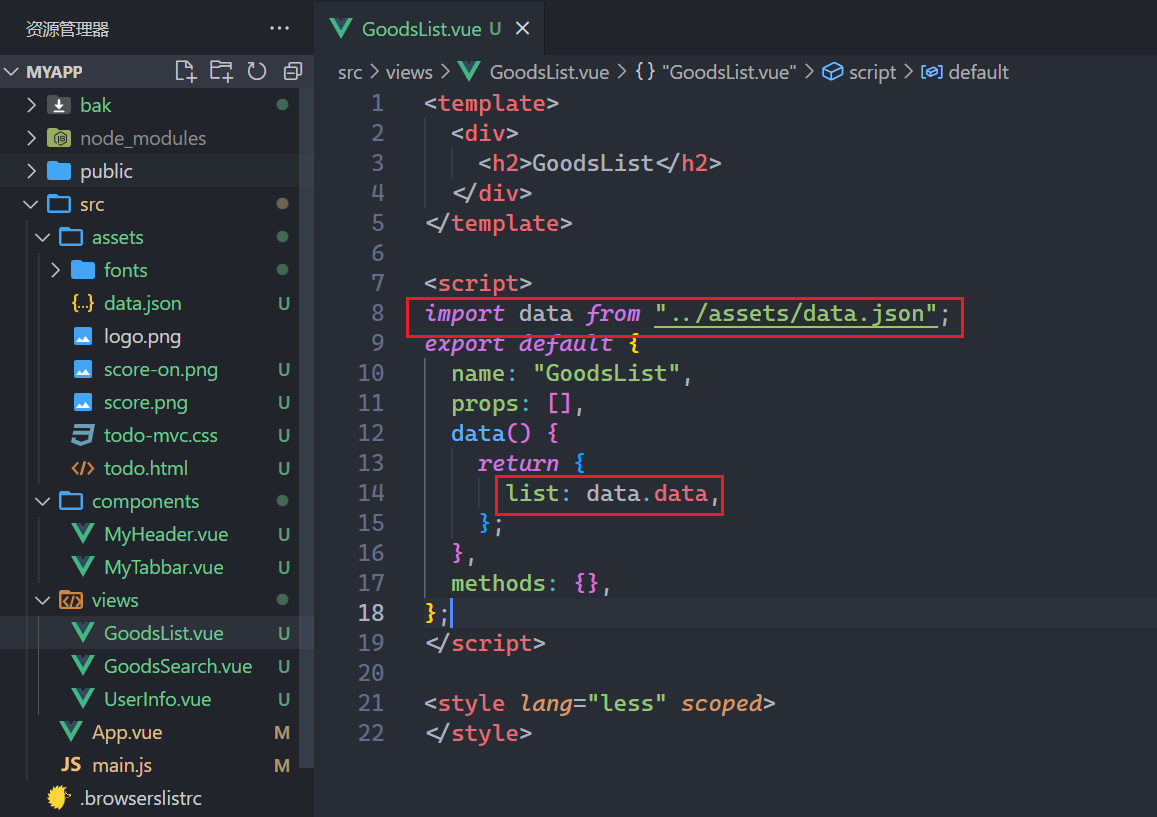 资源管理器 ···
MYAPP
bak
node_modules
public
src
assets
fonts
{..} data.json U
logo.png
score-on.png U
score.png U
todo-mvc.css U
</> todo.html U
components
MyHeader.vue U
MyTabbar.vue U
views
GoodsList.vue U
GoodsSearch.vue U
UserInfo.vue U
App.vue M
JS main.js M
.browserslistrc
GoodsList.vue U ×
src > views > GoodsList.vue > {} "GoodsList.vue" > script > default
1 <template>
2 <div>
3 <h2>GoodsList</h2>
4 </div>
5 </template>
6
7 <script>
8 import data from "../assets/data.json";
9 export default {
10 name: "GoodsList",
11 props: [],
12 data() {
13 return {
14 list: data.data,
15 };
16 },
17 methods: {},
18 };
19 </script>
20
21 <style lang="less" scoped>
22 </style>